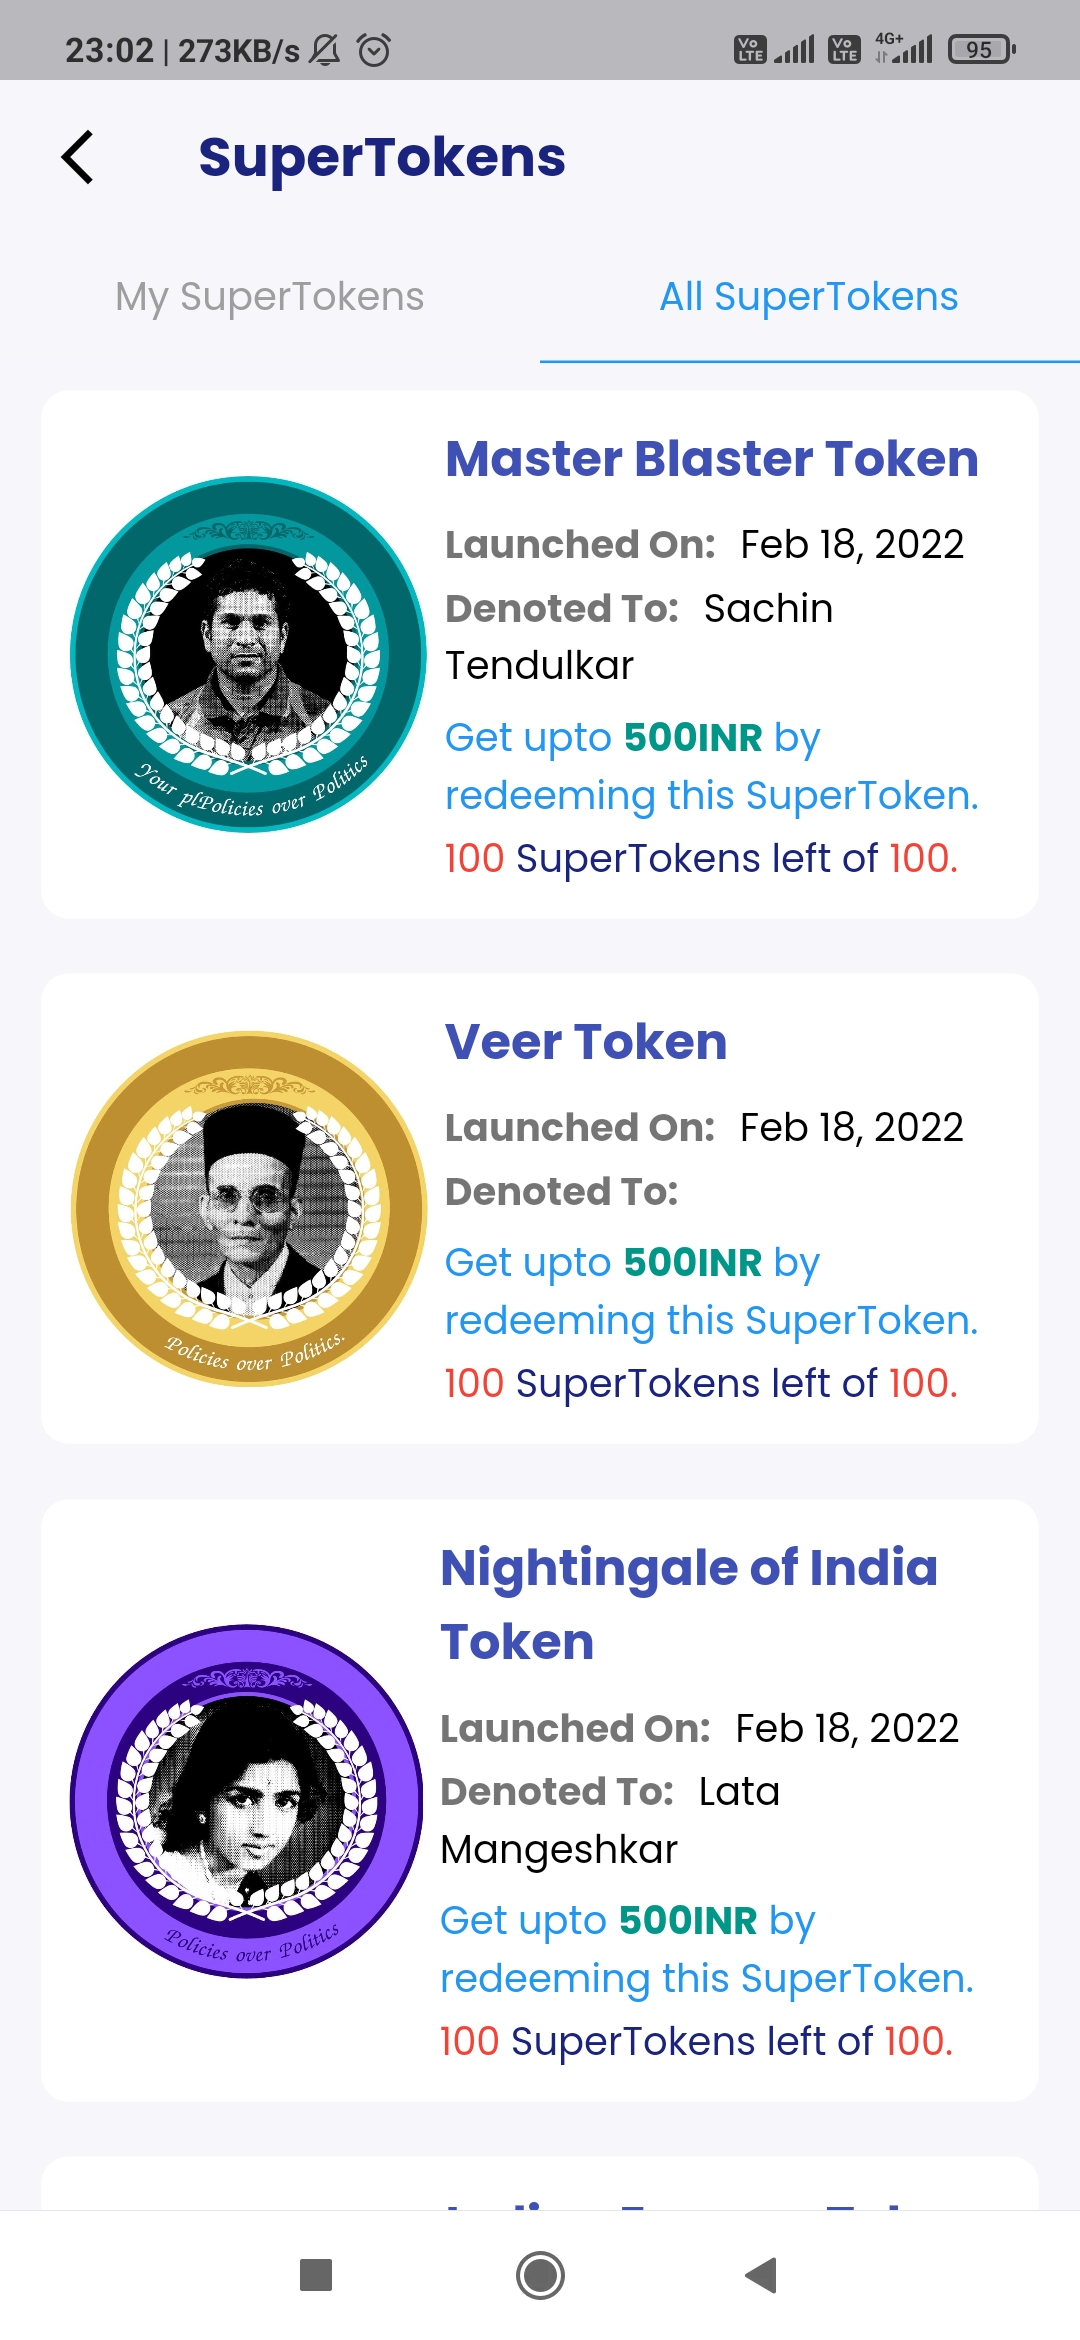 23:02 | 273KB/s
Vo LTE Vo LTE 4G+ 95
SuperTokens
My SuperTokens All SuperTokens
Master Blaster Token
Launched On: Feb 18, 2022
Denoted To: Sachin
Tendulkar
Get upto 500INR by
redeeming this SuperToken.
100 SuperTokens left of 100.
Your plPolicies over Politics
Veer Token
Launched On: Feb 18, 2022
Denoted To:
Get upto 500INR by
redeeming this SuperToken.
100 SuperTokens left of 100.
Policies over Politics.
Nightingale of India
Token
Launched On: Feb 18, 2022
Denoted To: Lata
Mangeshkar
Get upto 500INR by
redeeming this SuperToken.
100 SuperTokens left of 100.
Policies over Politics